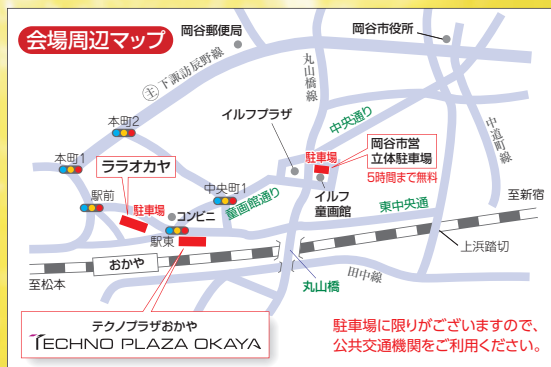 会場周辺マップ
岡谷郵便局
岡谷市役所
主 下諏訪辰野線
丸山橋線
中道町線
本町2
イルフプラザ
中央通り
本町1
ララオカヤ
駐車場
岡谷市営
立体駐車場
5時間まで無料
駅前
駐車場
コンビニ
中央町1
童画館通り
イルフ
童画館
東中央通
至新宿
駅東
おかや
上浜踏切
至松本
丸山橋
田中線
テクノプラザおかや
TECHNO PLAZA OKAYA
駐車場に限りがございますので、
公共交通機関をご利用ください。